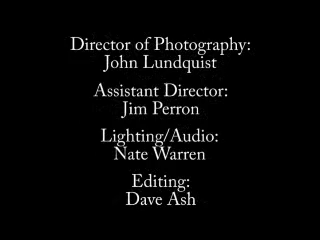 Director of Photography:
John Lundquist
Assistant Director:
Jim Perron
Lighting/Audio:
Nate Warren
Editing:
Dave Ash